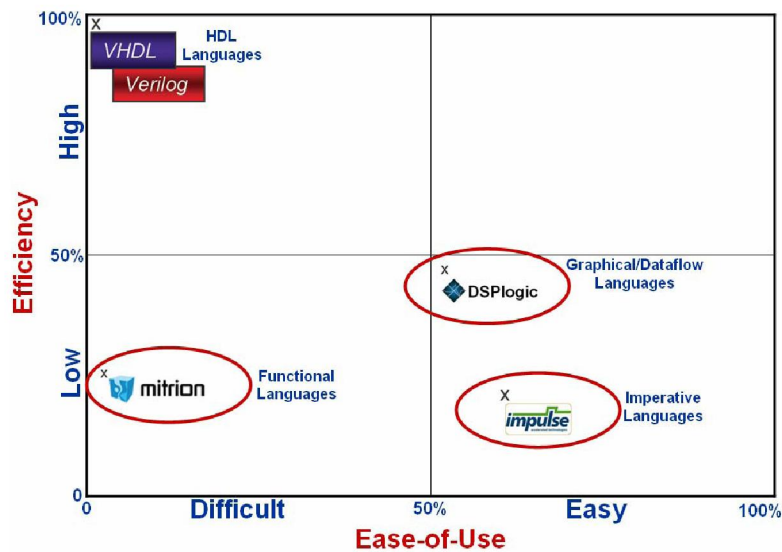 100%
x
VHDL
HDL
Languages
Verilog
High
Efficiency
50%
x
DSPlogic
Graphical/Dataflow
Languages
Low
x
mitrion
Functional
Languages
x
impulse
Imperative
Languages
0
0
Difficult
50%
Easy
100%
Ease-of-Use